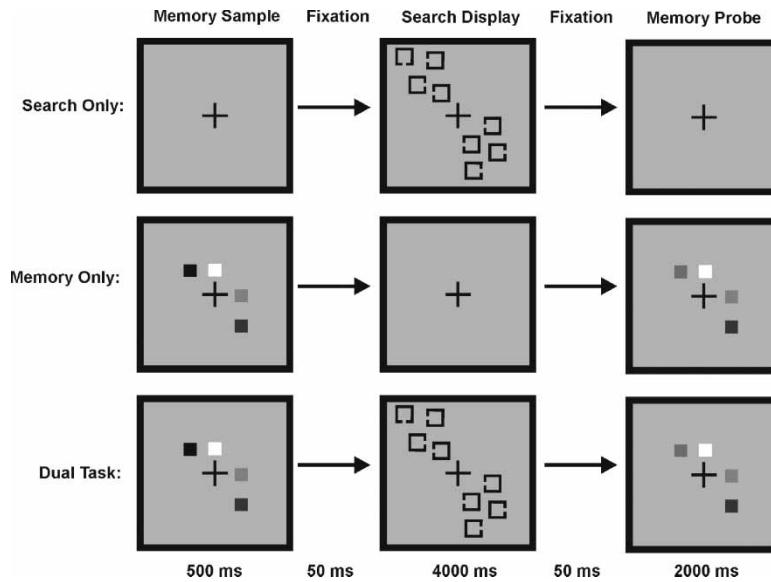 Memory Sample Fixation Search Display Fixation Memory Probe
Search Only:
Memory Only:
Dual Task:
500 ms 50 ms 4000 ms 50 ms 2000 ms